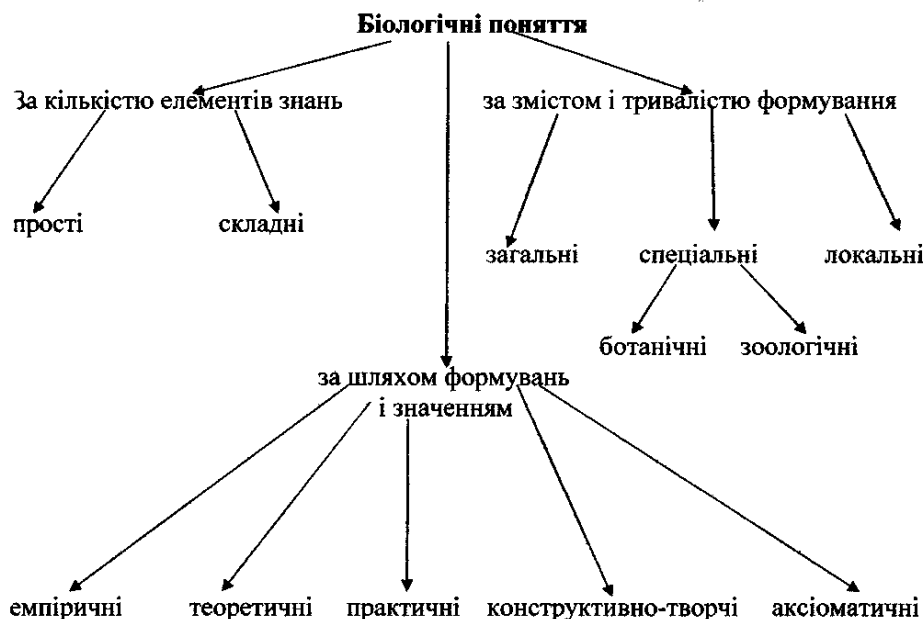 Біологічні поняття
За кількістю елементів знань
за змістом і тривалістю формування
прості
складні
загальні
спеціальні
локальні
ботанічні
зоологічні
за шляхом формувань
і значенням
емпіричні
теоретичні
практичні
конструктивно-творчі
аксіоматичні